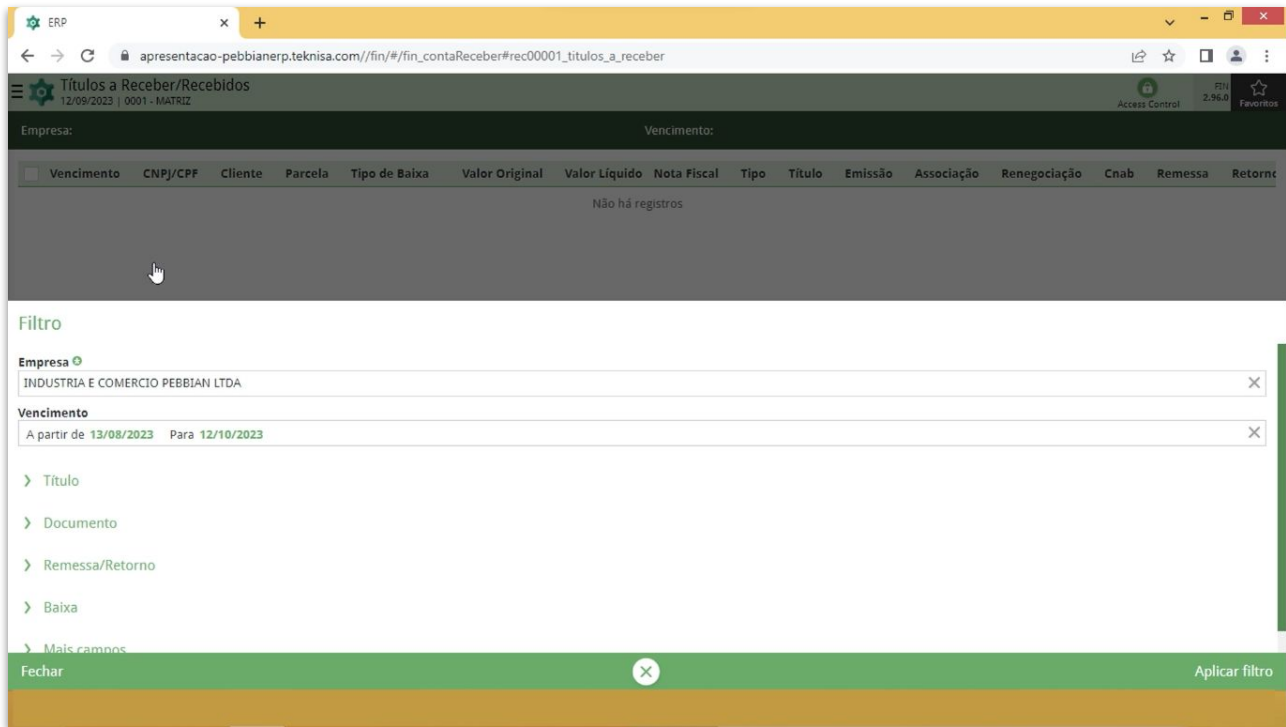 ERP
apresentacao-pebbianerp.teknisa.com//fin/#/fin_contaReceber#rec00001_titulos_a_receber
Títulos a Receber/Recebidos
12/09/2023 | 0001 - MATRIZ
Access Control
FIN
2.96.0
Favoritos
Empresa: Vencimento:
Vencimento CNPJ/CPF Cliente Parcela Tipo de Baixa Valor Original Valor Líquido Nota Fiscal Tipo Título Emissão Associação Renegociação Cnab Remessa Retorno
Não há registros
Filtro
Empresa
INDUSTRIA E COMERCIO PEBBIAN LTDA
Vencimento
A partir de 13/08/2023 Para 12/10/2023
Título
Documento
Remessa/Retorno
Baixa
Mais campos
Fechar Aplicar filtro